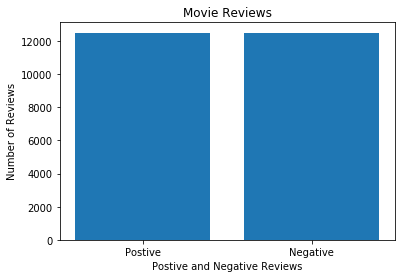 Movie Reviews
Number of Reviews
12000
10000
8000
6000
4000
2000
0
Postive
Negative
Postive and Negative Reviews